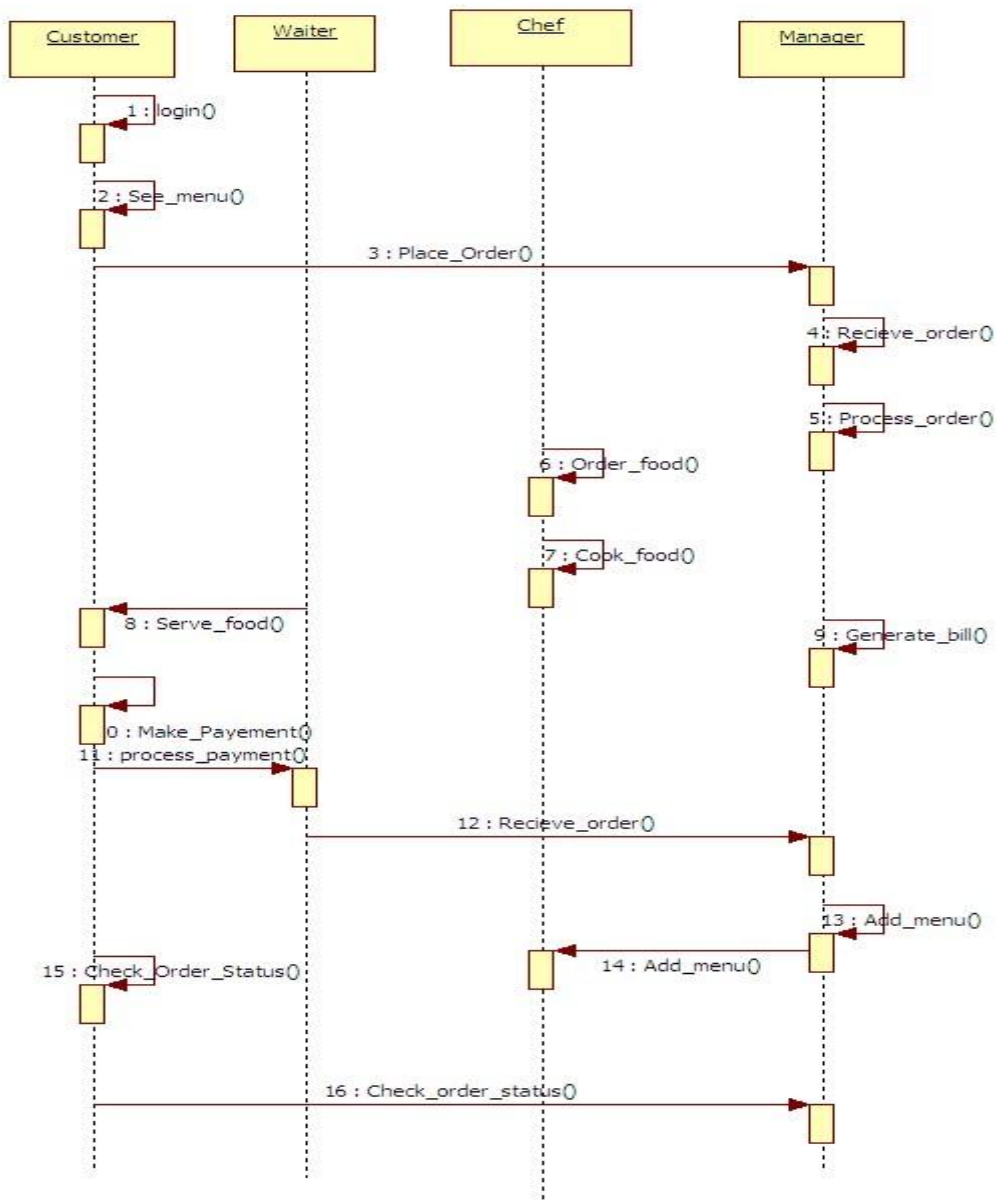 Customer
Waiter
Chef
Manager
1 : login()
2 : See_menu()
3 : Place_Order()
4 : Recieve_order()
5 : Process_order()
6 : Order_food()
7 : Cook_food()
8 : Serve_food()
9 : Generate_bill()
0 : Make_Payement()
11 : process_payment()
12 : Recieve_order()
13 : Add_menu()
14 : Add_menu()
15 : Check_Order_Status()
16 : Check_order_status()